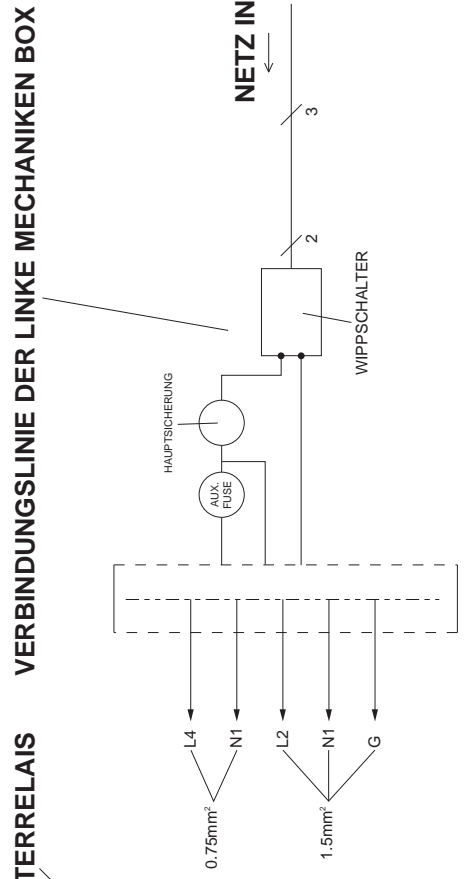 VERBINDUNGSLINIE DER LINKE MECHANIKEN BOX
TERRELAIS
NETZ IN
3
2
WIPPSCHALTER
HAUPTSICHERUNG
AUX.
FUSE
L4
N1
L2
N1
G
0.75mm²
1.5mm²